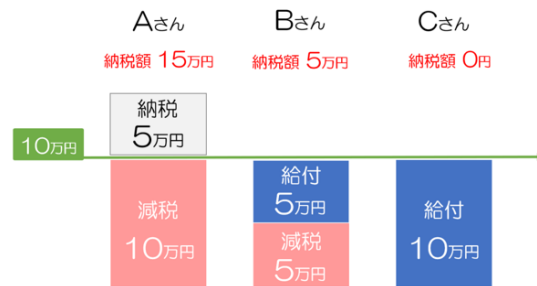 Aさん
Bさん
Cさん
納税額 15万円
納税額 5万円
納税額 0円
納税
5万円
10万円
減税
10万円
給付
5万円
減税
5万円
給付
10万円